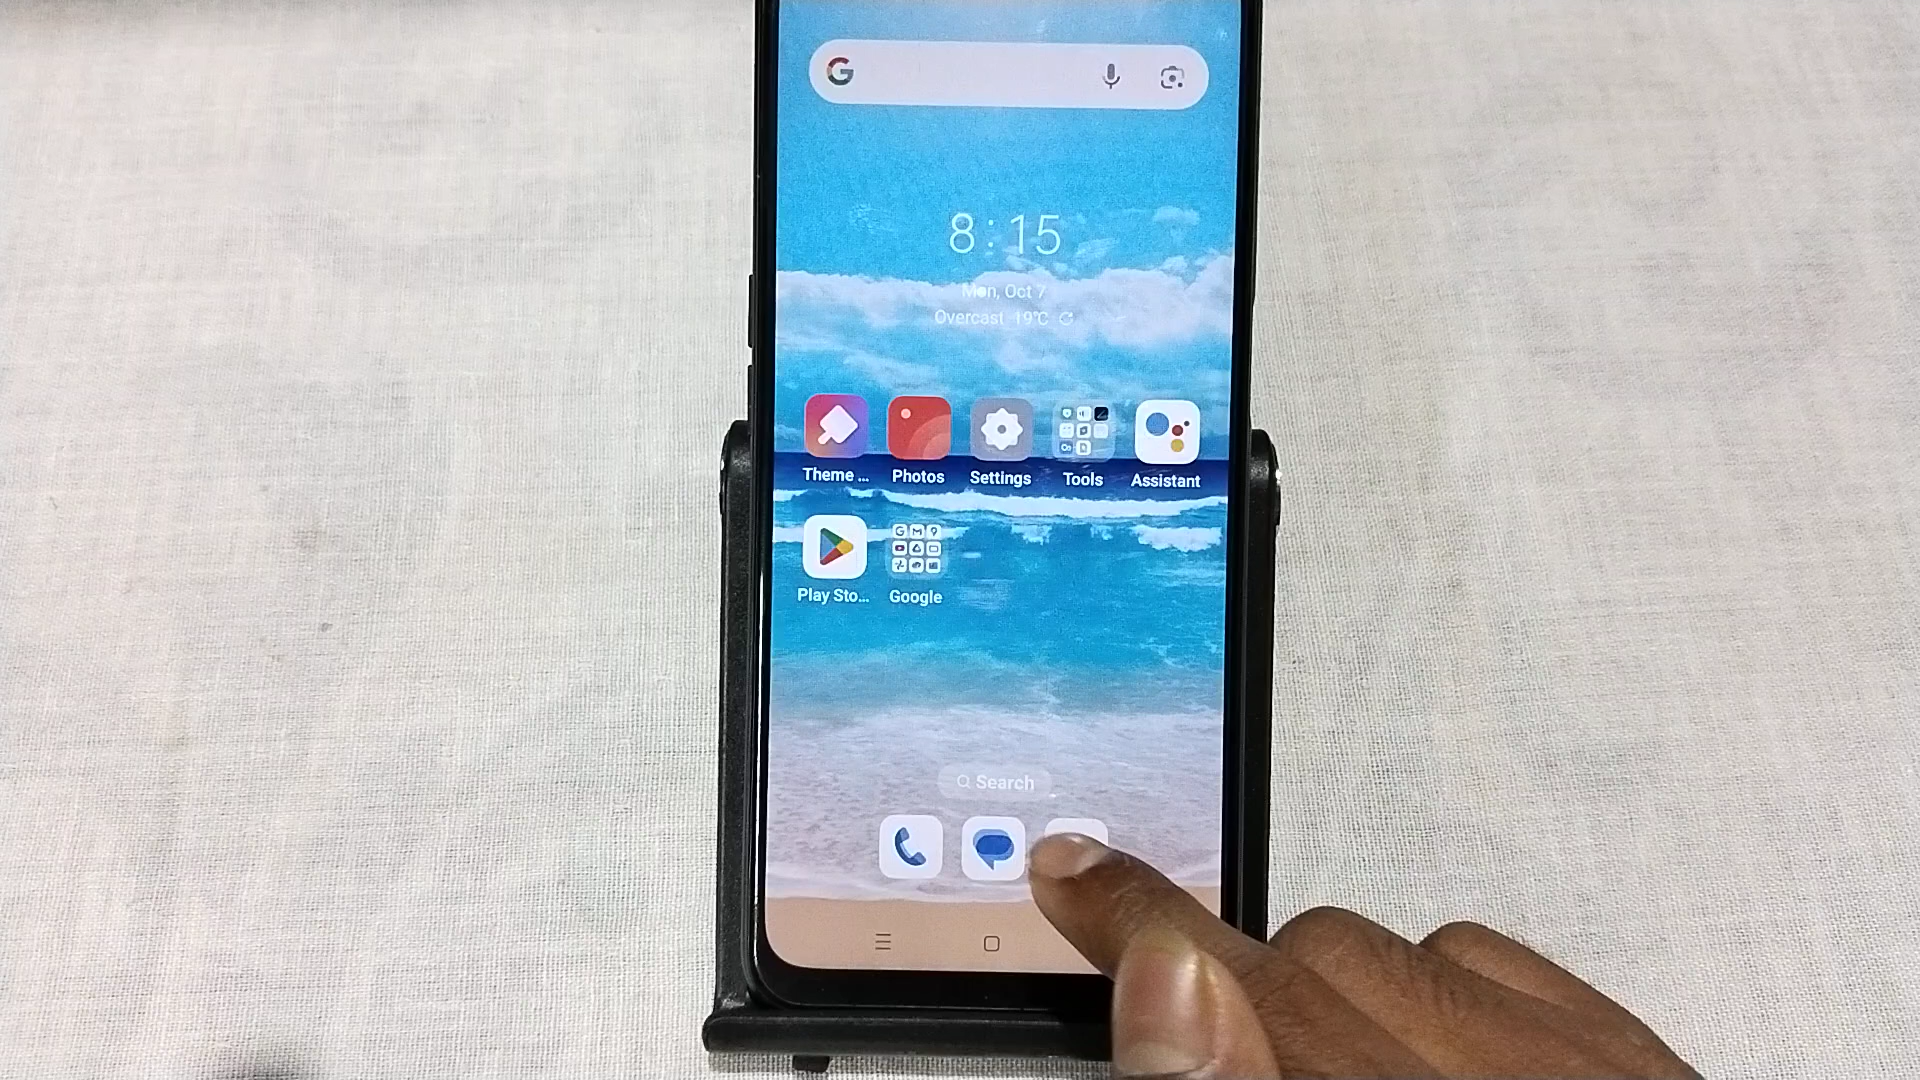 G
8:15
Mon, Oct 7
Overcast 19°C
Theme ... Photos Settings Tools Assistant
Play Sto... Google
Search